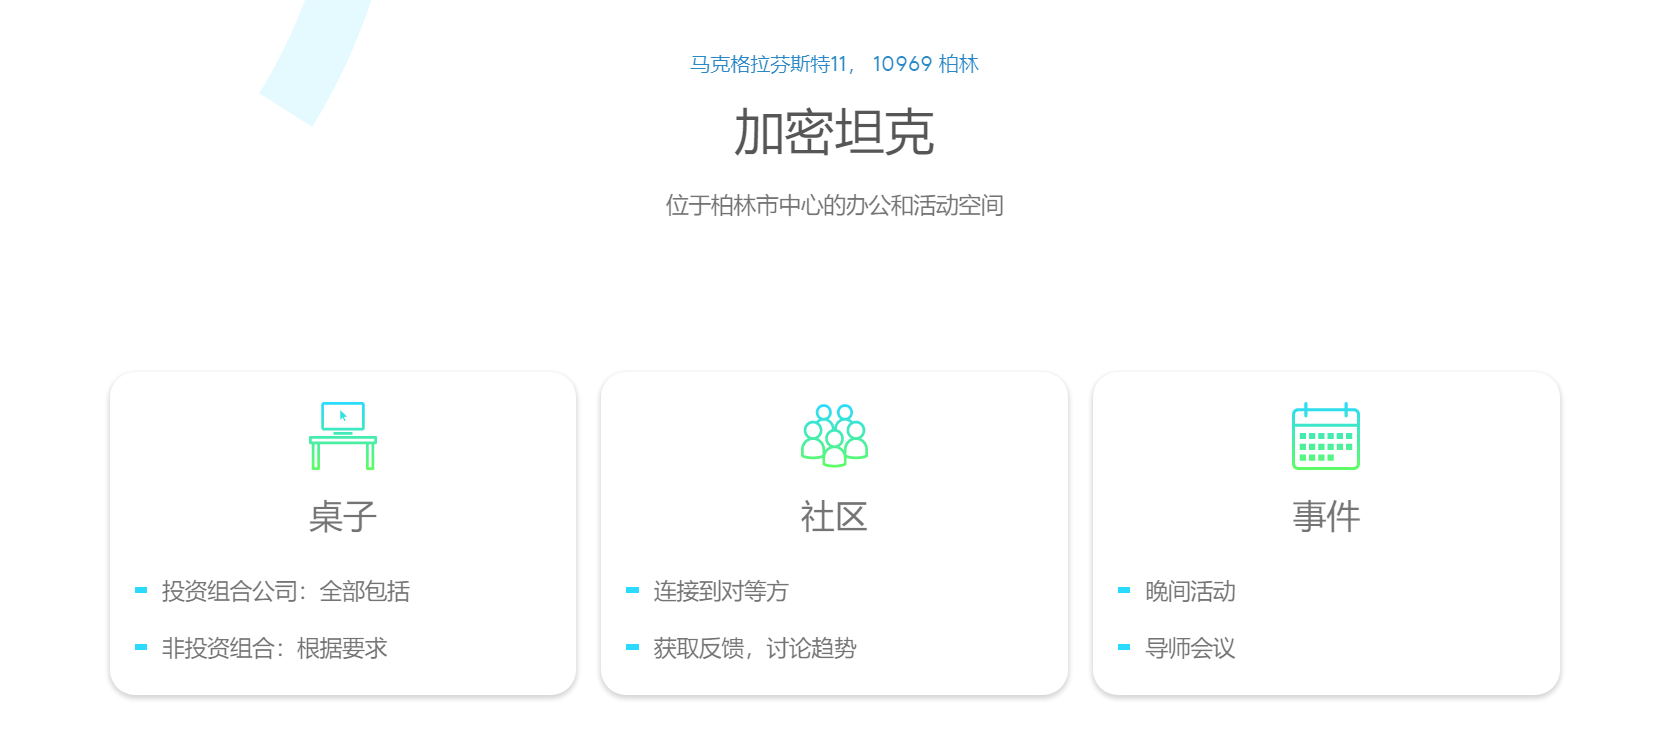 马克格拉芬斯特11， 10969 柏林
加密坦克
位于柏林市中心的办公和活动空间
桌子
投资组合公司：全部包括
非投资组合：根据要求
社区
连接到对等方
获取反馈，讨论趋势
事件
晚间活动
导师会议